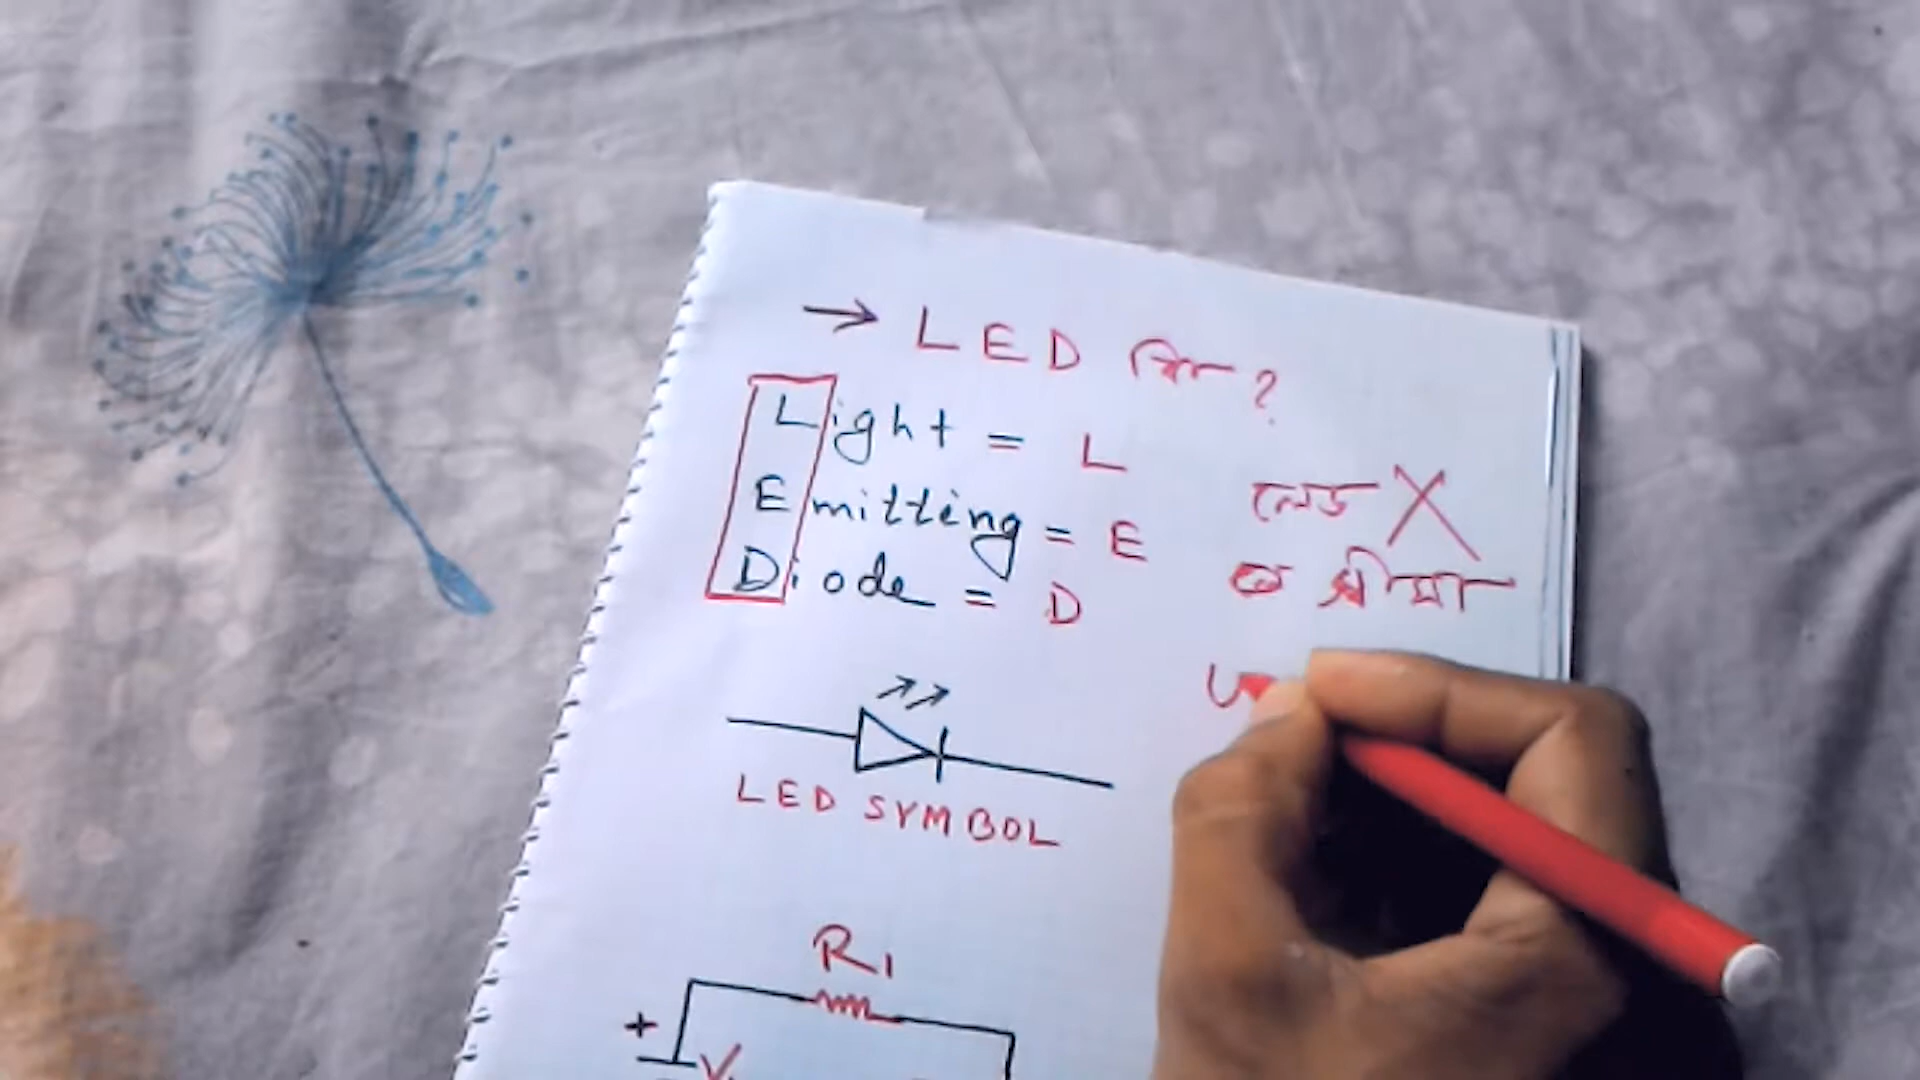 → LED কি?
Light = L
Emitting = E
Diode = D
লেড X
LED SYMBOL
R1
+
V